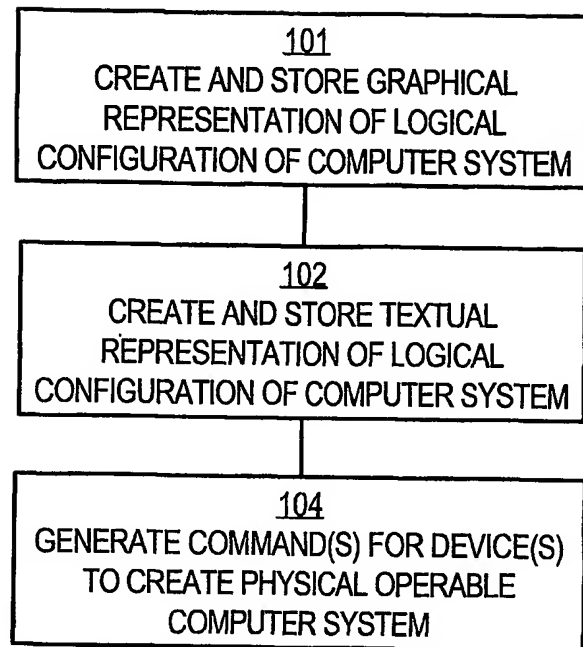 101
CREATE AND STORE GRAPHICAL
REPRESENTATION OF LOGICAL
CONFIGURATION OF COMPUTER SYSTEM
102
CREATE AND STORE TEXTUAL
REPRESENTATION OF LOGICAL
CONFIGURATION OF COMPUTER SYSTEM
104
GENERATE COMMAND(S) FOR DEVICE(S)
TO CREATE PHYSICAL OPERABLE
COMPUTER SYSTEM